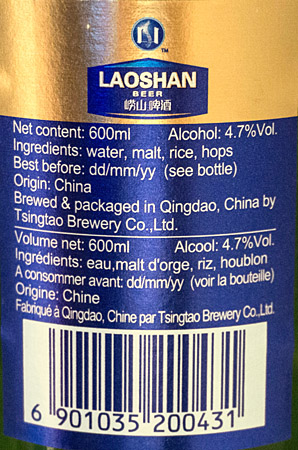 TM
LAOSHAN
BEER
崂山啤酒
Net content: 600ml Alcohol: 4.7%Vol.
Ingredients: water, malt, rice, hops
Best before: dd/mm/yy (see bottle)
Origin: China
Brewed & packaged in Qingdao, China by
Tsingtao Brewery Co.,Ltd.
Volume net: 600ml Alcool: 4.7%Vol.
Ingrédients: eau,malt d'orge, riz, houblon
A consommer avant: dd/mm/yy (voir la bouteille)
Origine: Chine
Fabriqué à Qingdao, Chine par Tsingtao Brewery Co.,Ltd.
6 901035 200431